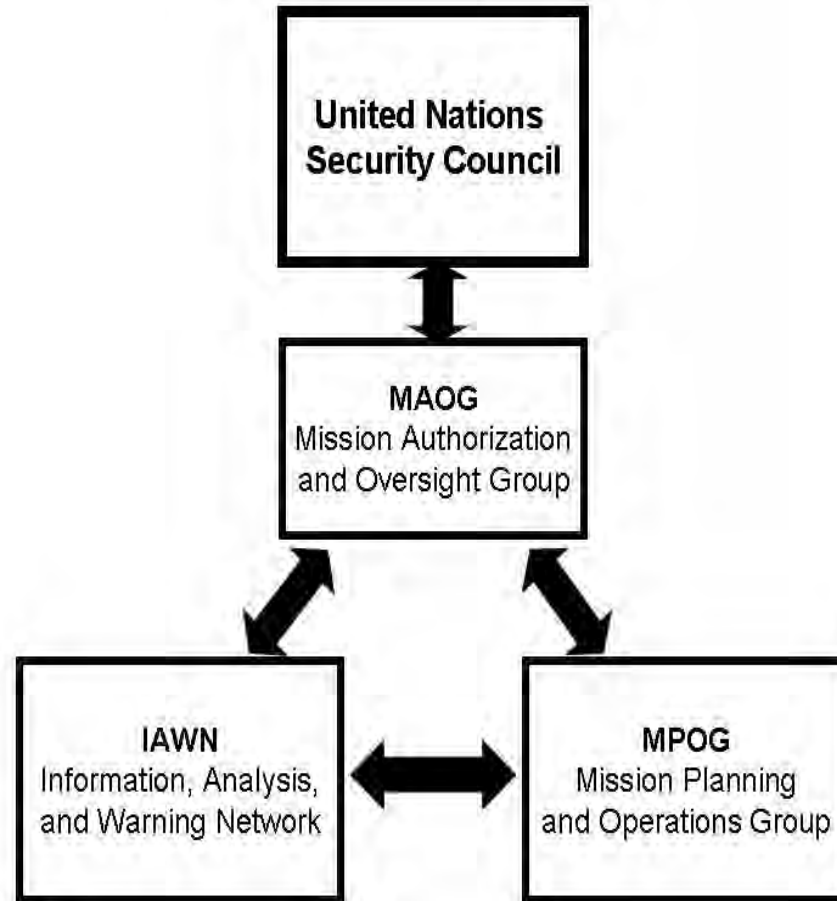 United Nations
Security Council
MAOG
Mission Authorization
and Oversight Group
IAWN
Information, Analysis,
and Warning Network
MPOG
Mission Planning
and Operations Group